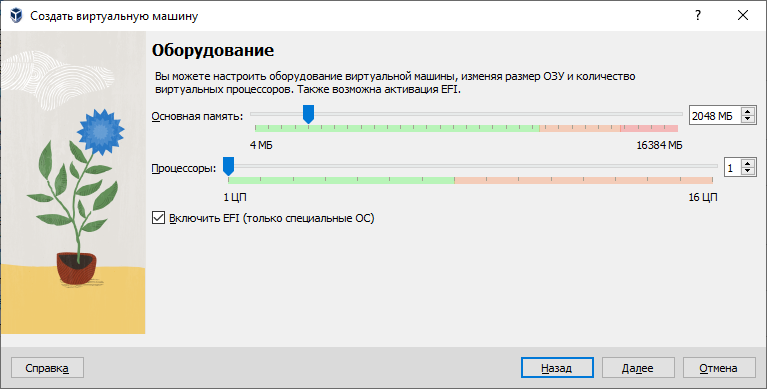 Создать виртуальную машину
?
Оборудование
Вы можете настроить оборудование виртуальной машины, изменяя размер ОЗУ и количество
виртуальных процессоров. Также возможна активация EFI.
Основная память: 2048 МБ
4 МБ 16384 МБ
Процессоры: 1
1 ЦП 16 ЦП
Включить EFI (только специальные ОС)
Справка Назад Далее Отмена